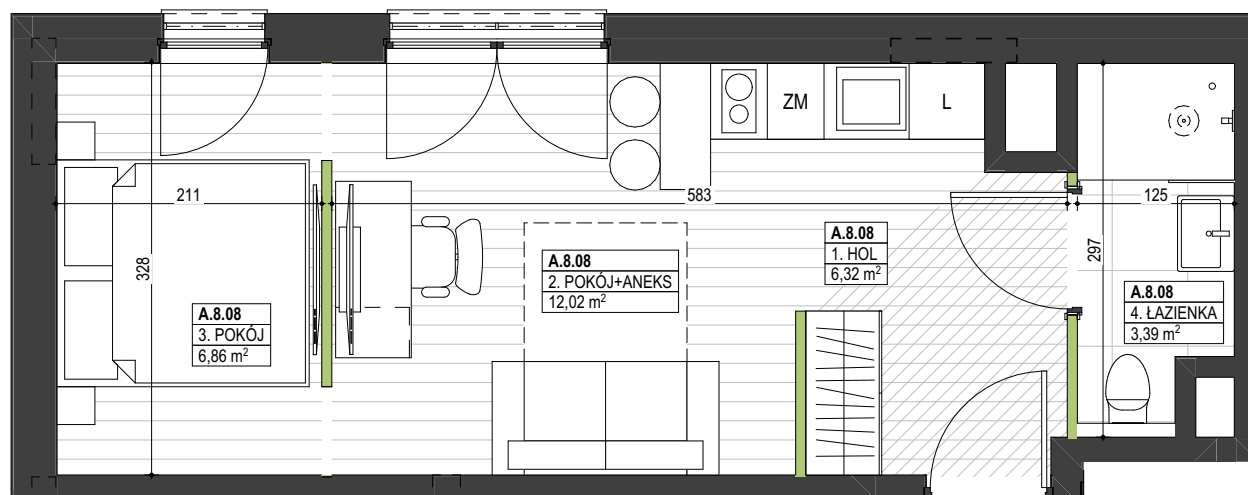 ZM
L
211
583
125
328
297
A.8.08
1. HOL
6,32 m²
A.8.08
2. POKÓJ+ANEKS
12,02 m²
A.8.08
3. POKÓJ
6,86 m²
A.8.08
4. ŁAZIENKA
3,39 m²